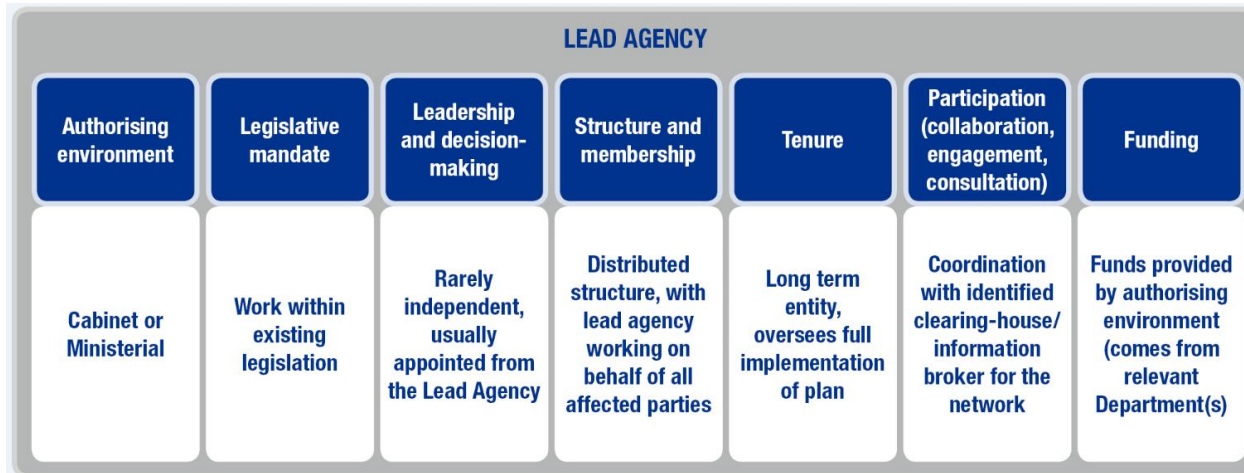 LEAD AGENCY
Authorising
environment
Legislative
mandate
Leadership
and decision-
making
Structure and
membership
Tenure
Participation
(collaboration,
engagement,
consultation)
Funding
Cabinet or
Ministerial
Work within
existing
legislation
Rarely
independent,
usually
appointed from
the Lead Agency
Distributed
structure, with
lead agency
working on
behalf of all
affected parties
Long term
entity,
oversees full
implementation
of plan
Coordination
with identified
clearing-house/
information
broker for the
network
Funds provided
by authorising
environment
(comes from
relevant
Department(s)